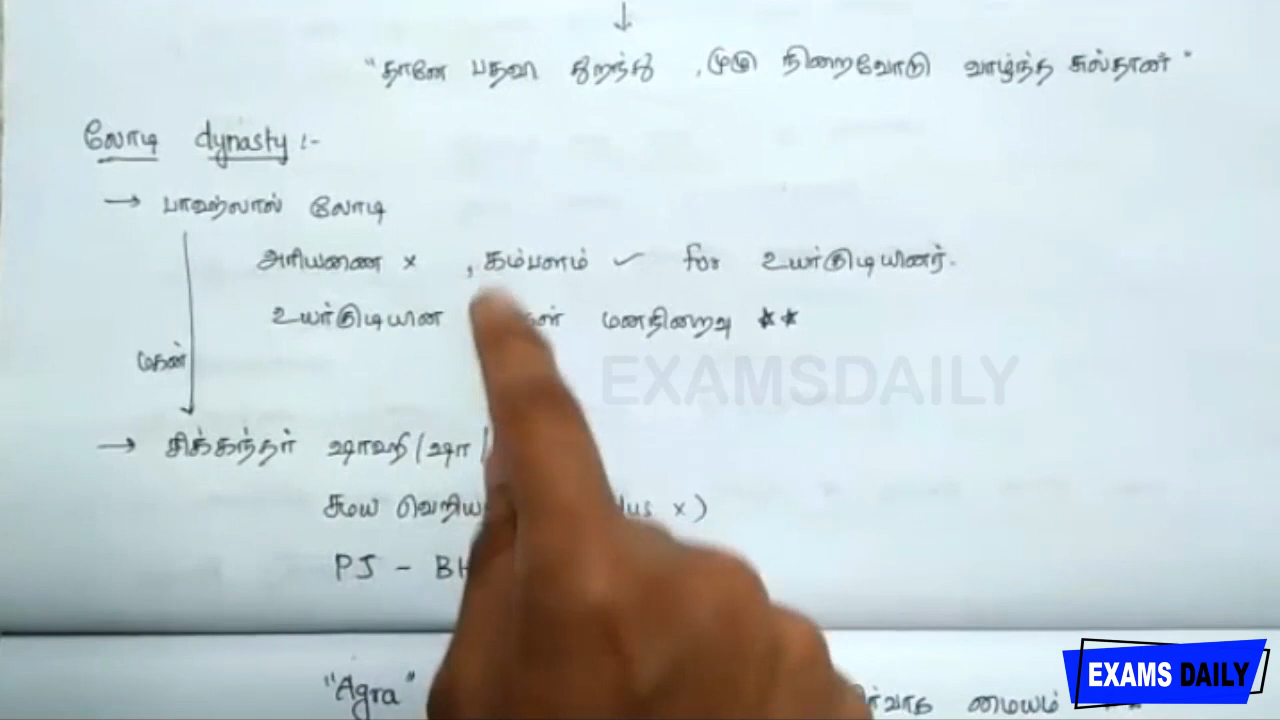 "தானே பதவி துறந்து , முழு நிறைவோடு வாழ்ந்த சுல்தான்"
லோடி dynasty :-
→ பாஹ்லால் லோடி
அரியணை x , கம்பளம் ✓ for உயர்குடியினர்.
உயர்குடியின மனநிறைவு **
மகன்
→ சிக்கந்தர் ஷாஹி / ஷா /
சமய x )
PJ -
"Agra" மையம்
EXAMSDAILY
EXAMS DAILY